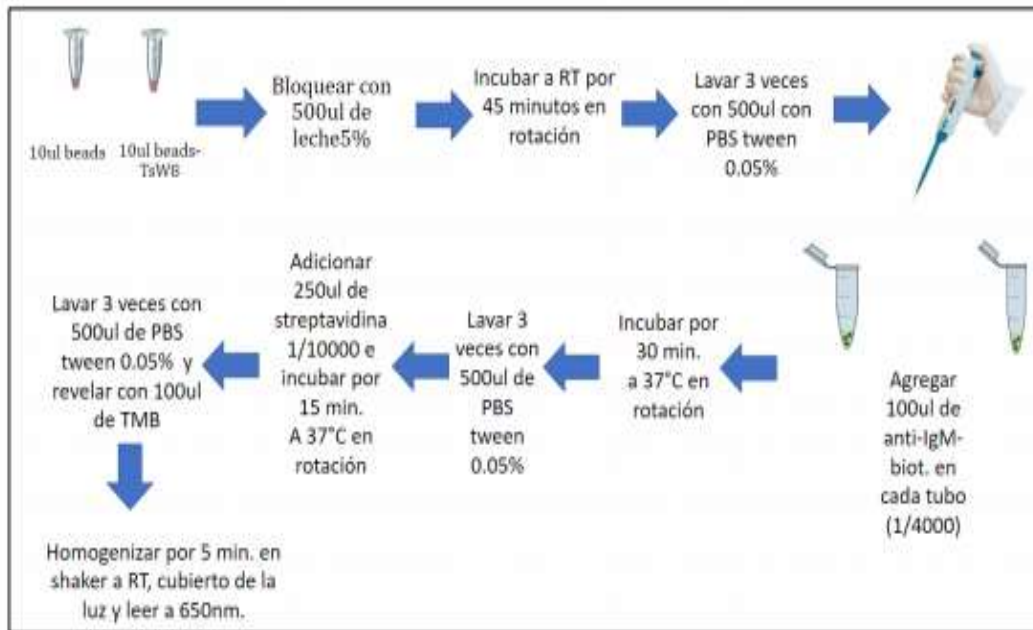 10ul beads
10ul beads-
TsW8
Bloquear con
500ul de
leche5%
Incubar a RT por
45 minutos en
rotación
Lavar 3 veces
con 500ul con
PBS tween
0.05%
Agregar
100ul de
anti-IgM-
biot. en
cada tubo
(1/4000)
Incubar por
30 min.
a 37°C en
rotación
Lavar 3
veces con
500ul de
PBS
tween
0.05%
Adicionar
250ul de
streptavidina
1/10000 e
incubar por
15 min.
A 37°C en
rotación
Lavar 3 veces con
500ul de PBS
tween 0.05% y
revelar con 100ul
de TMB
Homogenizar por 5 min. en
shaker a RT, cubierto de la
luz y leer a 650nm.